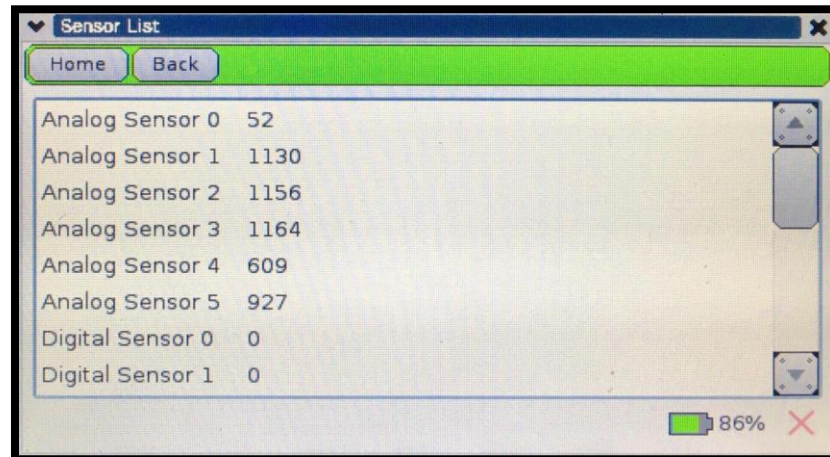 Sensor List
Home Back
Analog Sensor 0 52
Analog Sensor 1 1130
Analog Sensor 2 1156
Analog Sensor 3 1164
Analog Sensor 4 609
Analog Sensor 5 927
Digital Sensor 0 0
Digital Sensor 1 0
86%